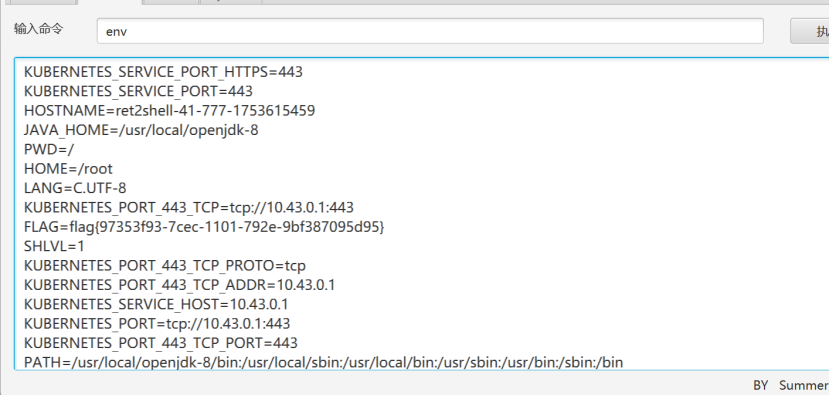 输入命令
env
执
KUBERNETES_SERVICE_PORT_HTTPS=443
KUBERNETES_SERVICE_PORT=443
HOSTNAME=ret2shell-41-777-1753615459
JAVA_HOME=/usr/local/openjdk-8
PWD=/
HOME=/root
LANG=C.UTF-8
KUBERNETES_PORT_443_TCP=tcp://10.43.0.1:443
FLAG=flag{97353f93-7cec-1101-792e-9bf387095d95}
SHLVL=1
KUBERNETES_PORT_443_TCP_PROTO=tcp
KUBERNETES_PORT_443_TCP_ADDR=10.43.0.1
KUBERNETES_SERVICE_HOST=10.43.0.1
KUBERNETES_PORT=tcp://10.43.0.1:443
KUBERNETES_PORT_443_TCP_PORT=443
PATH=/usr/local/openjdk-8/bin:/usr/local/sbin:/usr/local/bin:/usr/sbin:/usr/bin:/sbin:/bin
BY Summer